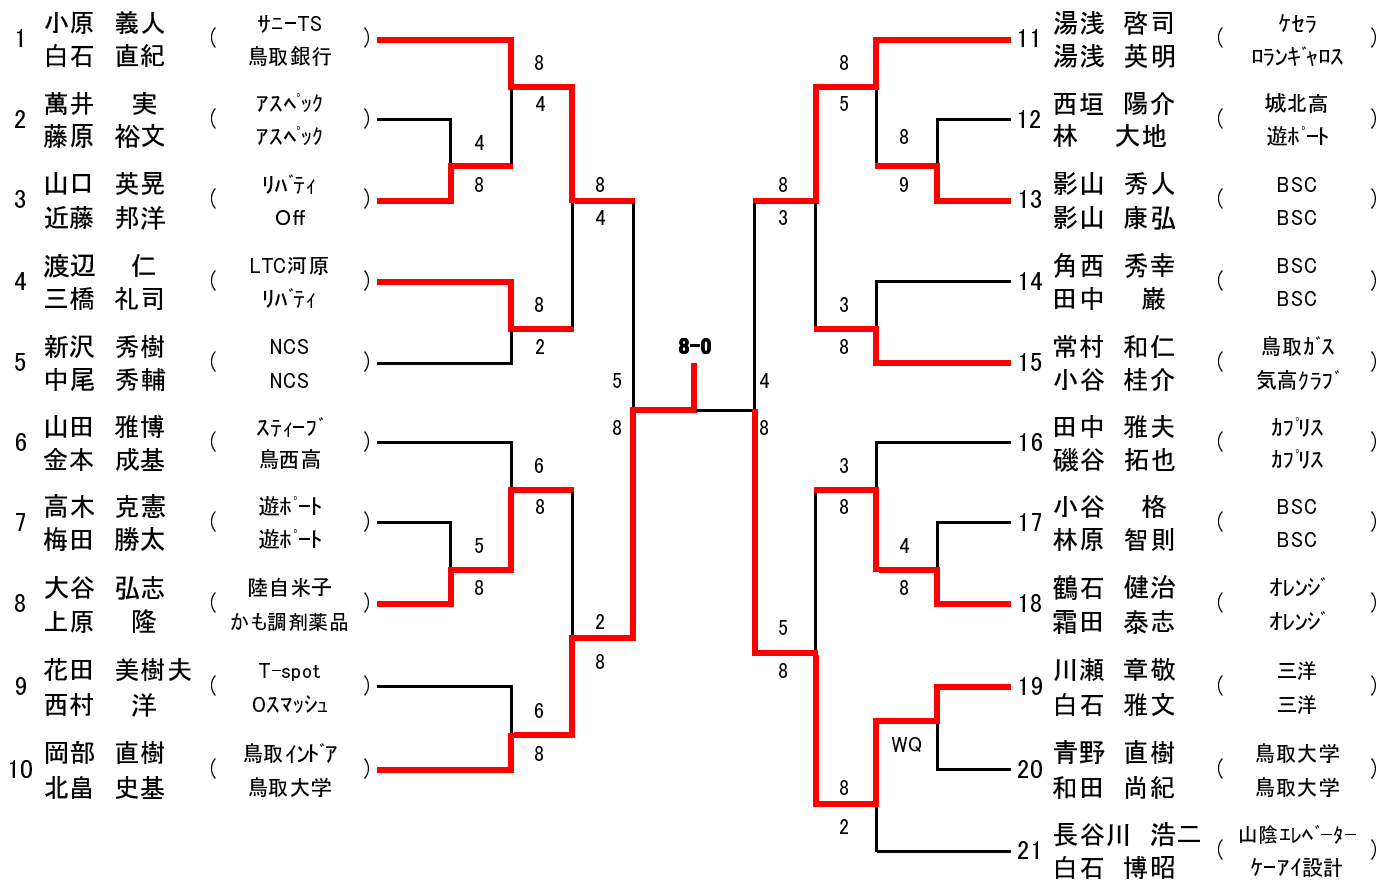 1 小原 義人 ( サニーTS )
白石 直紀 鳥取銀行
2 萬井 実 ( アスペック )
藤原 裕文 アスペック
3 山口 英晃 ( リバティ )
近藤 邦洋 Off
4 渡辺 仁 ( LTC河原 )
三橋 礼司 リバティ
5 新沢 秀樹 ( NCS )
中尾 秀輔 NCS
6 山田 雅博 ( スティーブ )
金本 成基 鳥西高
7 高木 克憲 ( 遊ポート )
梅田 勝太 遊ポート
8 大谷 弘志 ( 陸自米子 )
上原 隆 かも調剤薬品
9 花田 美樹夫 ( T-spot )
西村 洋 Oスマッシュ
10 岡部 直樹 ( 鳥取インドア )
北畠 史基 鳥取大学
8
4
4
8
8
4
8
2
5
8
6
8
5
8
2
8
6
8
8-0
8
5
8
9
8
3
3
8
4
8
3
8
4
8
5
8
WQ
8
2
11 湯浅 啓司 ( ケセラ )
湯浅 英明 ロランギャロス
12 西垣 陽介 ( 城北高 )
林 大地 遊ポート
13 影山 秀人 ( BSC )
影山 康弘 BSC
14 角西 秀幸 ( BSC )
田中 巌 BSC
15 常村 和仁 ( 鳥取ガス )
小谷 桂介 気高クラブ
16 田中 雅夫 ( カプリス )
磯谷 拓也 カプリス
17 小谷 格 ( BSC )
林原 智則 BSC
18 鶴石 健治 ( オレンジ )
霜田 泰志 オレンジ
19 川瀬 章敬 ( 三洋 )
白石 雅文 三洋
20 青野 直樹 ( 鳥取大学 )
和田 尚紀 鳥取大学
21 長谷川 浩二 ( 山陰エレベーター )
白石 博昭 ケーアイ設計